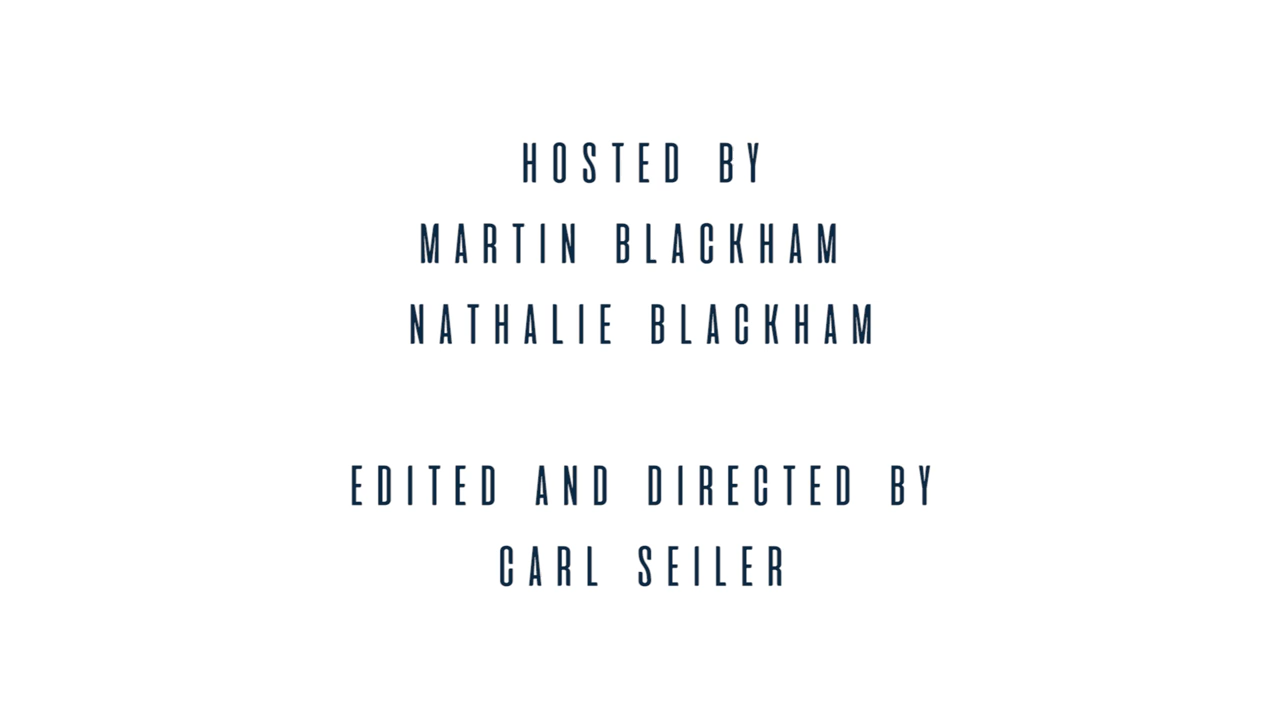 HOSTED BY
MARTIN BLACKHAM
NATHALIE BLACKHAM
EDITED AND DIRECTED BY
CARL SEILER